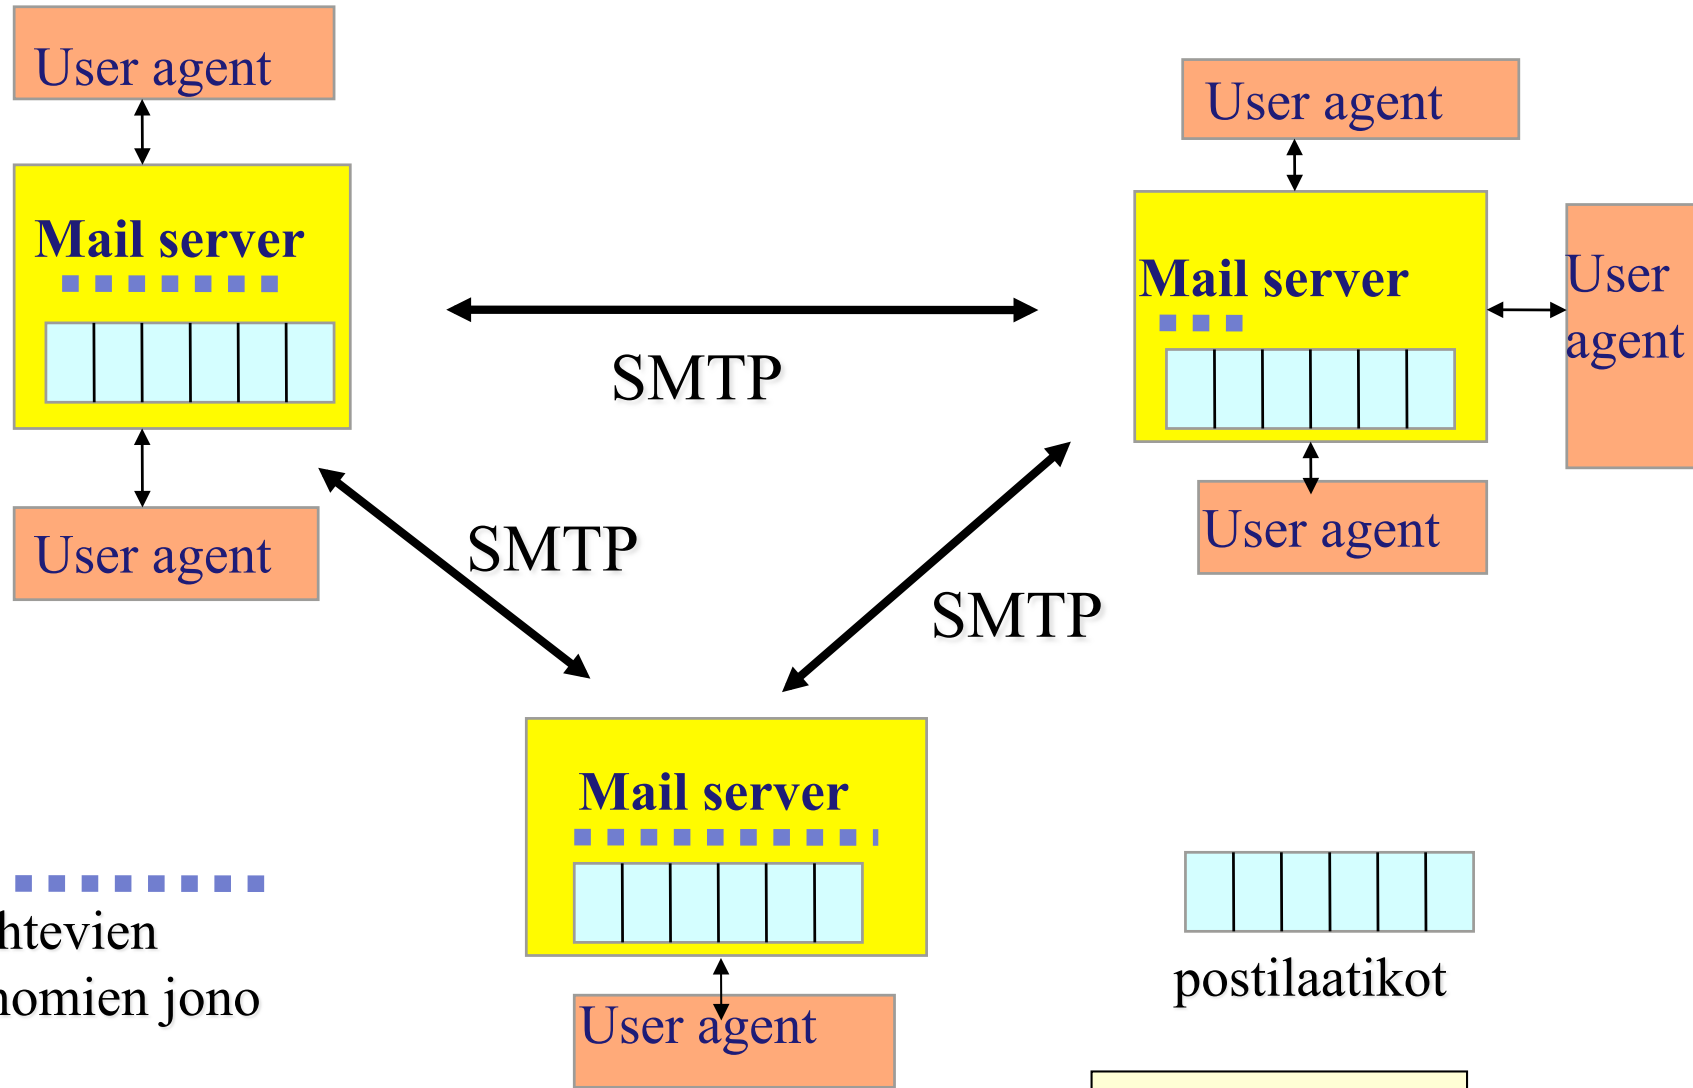 User agent
User agent
Mail server
User
agent
Mail server
SMTP
User agent
SMTP
User agent
SMTP
Mail server
htevien
postilaatikot
nomien jono
User agent